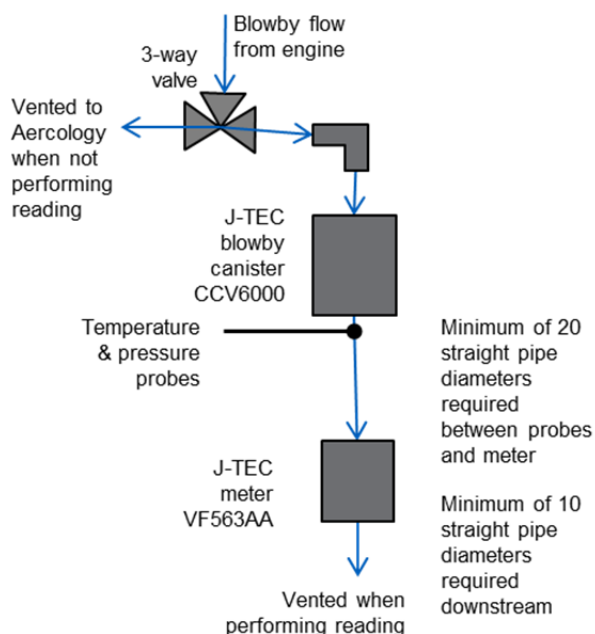 Blowby flow
from engine
3-way
valve
Vented to
Aercology
when not
performing
reading
J-TEC
blowby
canister
CCV6000
Temperature
& pressure
probes
Minimum of 20
straight pipe
diameters
required
between probes
and meter
J-TEC
meter
VF563AA
Minimum of 10
straight pipe
diameters
required
downstream
Vented when
performing reading